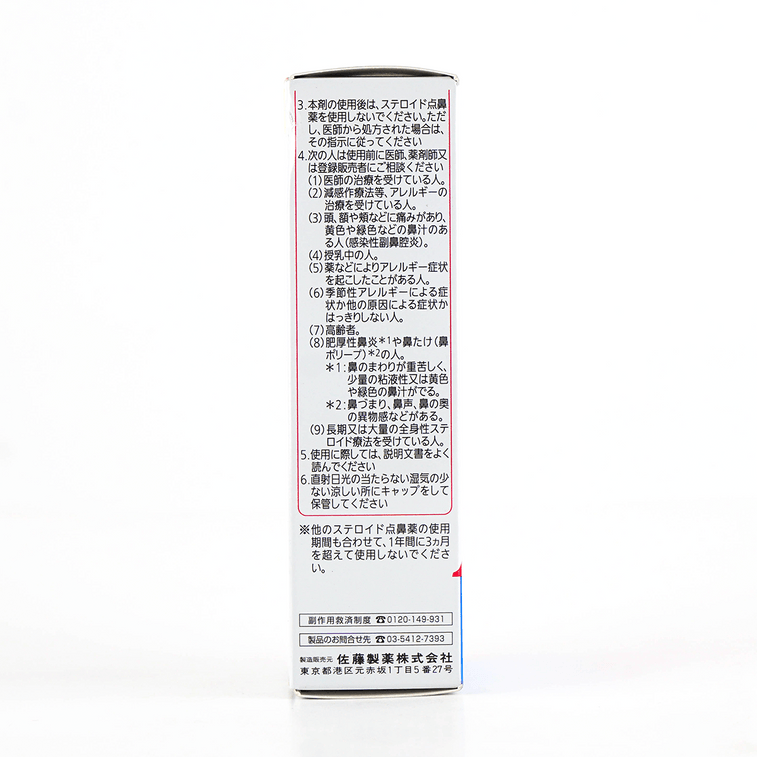 3.本剤の使用後は、ステロイド点鼻
薬を使用しないでください。ただ
し、医師から処方された場合は、
その指示に従ってください
4.次の人は使用前に医師、薬剤師又
は登録販売者にご相談ください
(1)医師の治療を受けている人。
(2)減感作療法等、アレルギーの
治療を受けている人。
(3)頭、額や頬などに痛みがあり、
黄色や緑色などの鼻汁のあ
る人(感染性副鼻腔炎)。
(4)授乳中の人。
(5)薬などによりアレルギー症状
を起こしたことがある人。
(6)季節性アレルギーによる症
状か他の原因による症状か
はっきりしない人。
(7)高齢者。
(8)肥厚性鼻炎*1や鼻たけ(鼻
ポリープ)*2の人。
*1:鼻のまわりが重苦しく、
少量の粘液性又は黄色
や緑色の鼻汁がでる。
*2:鼻づまり、鼻声、鼻の奥
の異物感などがある。
(9)長期又は大量の全身性ステ
ロイド療法を受けている人。
5.使用に際しては、説明文書をよく
読んでください
6.直射日光の当たらない湿気の少
ない涼しい所にキャップをして
保管してください
※他のステロイド点鼻薬の使用
期間も合わせて、1年間に3ヵ月
を超えて使用しないでくださ
い。
副作用救済制度 ☎0120-149-931
製品のお問合せ先 ☎03-5412-7393
製造販売元 佐藤製薬株式会社
東京都港区元赤坂1丁目5番27号